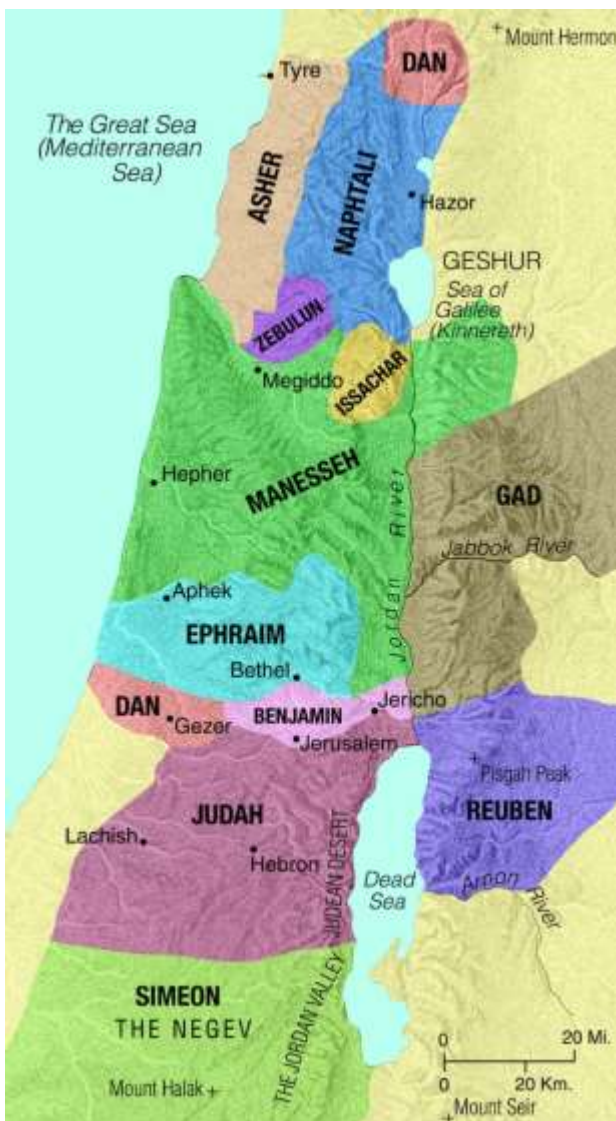 DAN
Mount Hermon
Tyre
The Great Sea
(Mediterranean
Sea)
ASHER
NAPHTALI
Hazor
GESHUR
Sea of
Galilee
(Kinnereth)
ZEBULUN
Megiddo
ISSACHAR
Hepher
MANESSEH
GAD
Jordan River
Jabbok River
Aphek
EPHRAIM
Bethel
DAN
Gezer
BENJAMIN
Jericho
Jerusalem
Pisgah Peak
REUBEN
JUDAH
Lachish
Hebron
JUDEAN DESERT
Dead
Sea
Arnon River
SIMEON
THE NEGEV
THE JORDAN VALLEY
Mount Halak
0 20 Mi.
0 20 Km.
Mount Seir